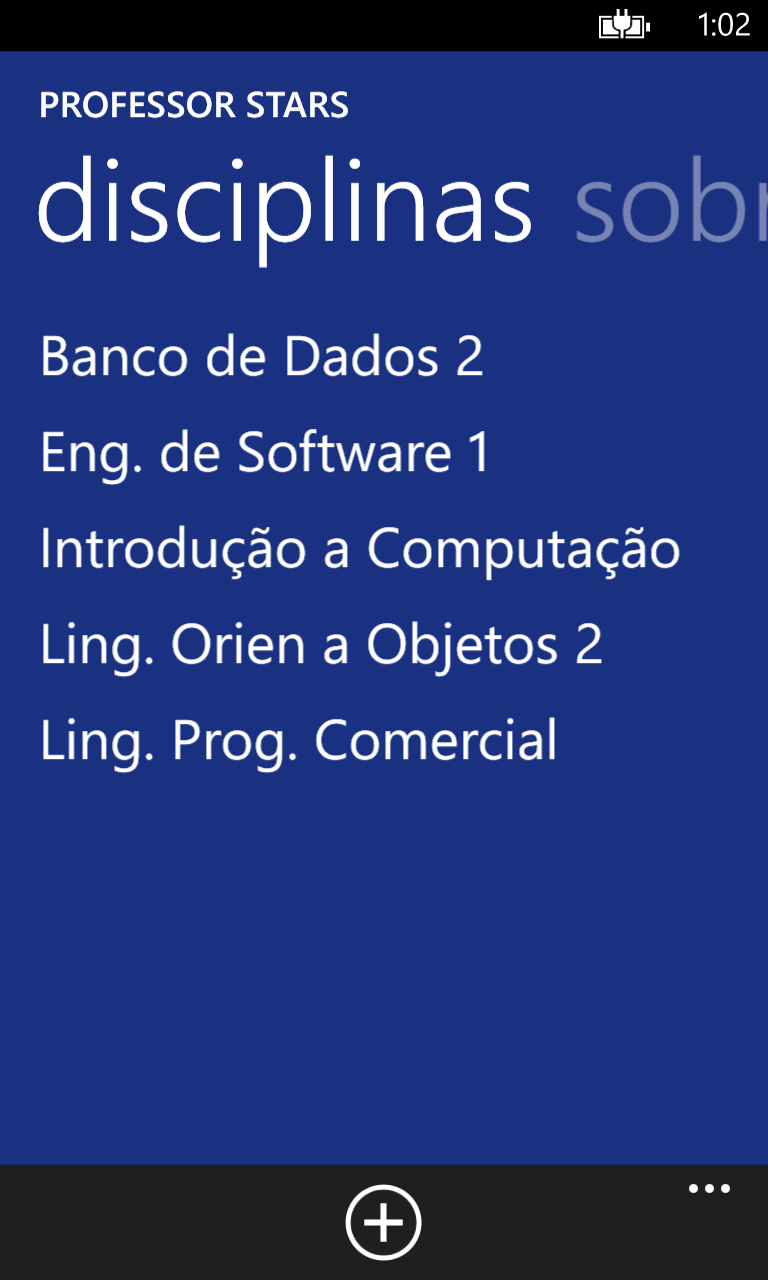 1:02
PROFESSOR STARS
disciplinas sobr
Banco de Dados 2
Eng. de Software 1
Introdução a Computação
Ling. Orien a Objetos 2
Ling. Prog. Comercial